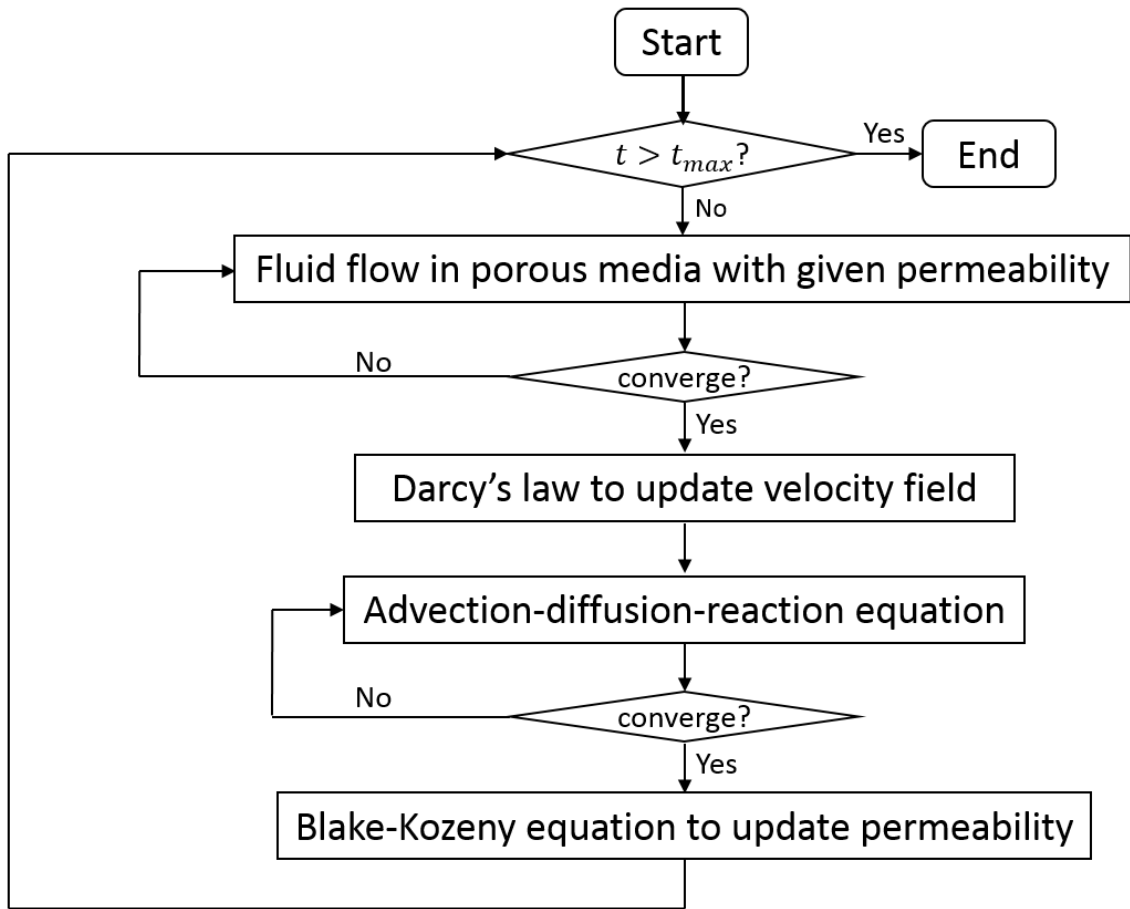 Start
t > t_max?
Yes
End
No
Fluid flow in porous media with given permeability
No
converge?
Yes
Darcy’s law to update velocity field
Advection-diffusion-reaction equation
No
converge?
Yes
Blake-Kozeny equation to update permeability